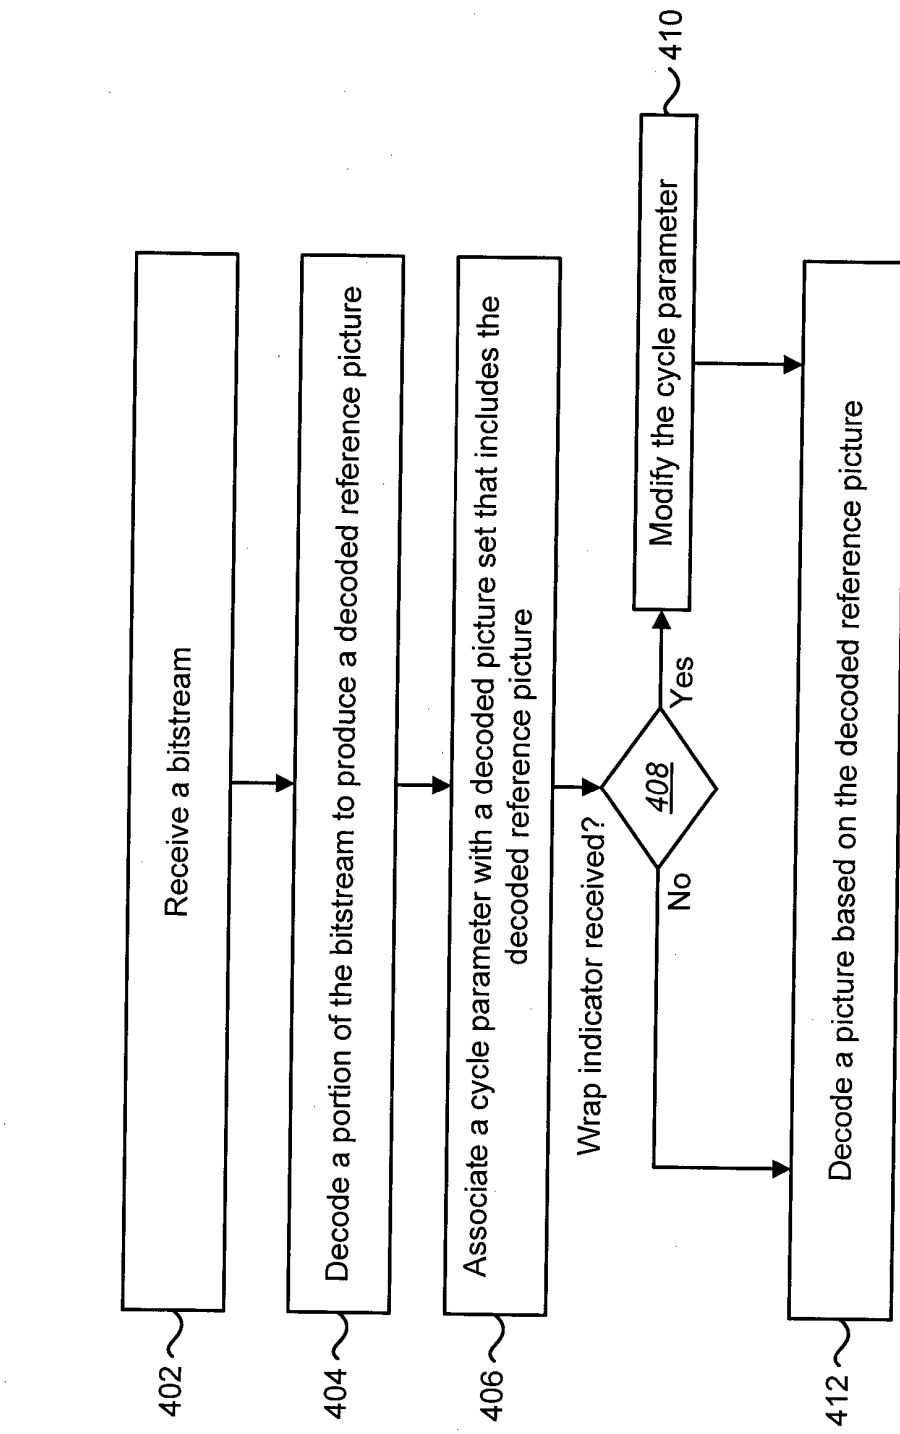 402
Receive a bitstream
404
Decode a portion of the bitstream to produce a decoded reference picture
406
Associate a cycle parameter with a decoded picture set that includes the
decoded reference picture
Wrap indicator received?
408
Yes
No
Modify the cycle parameter
410
412
Decode a picture based on the decoded reference picture